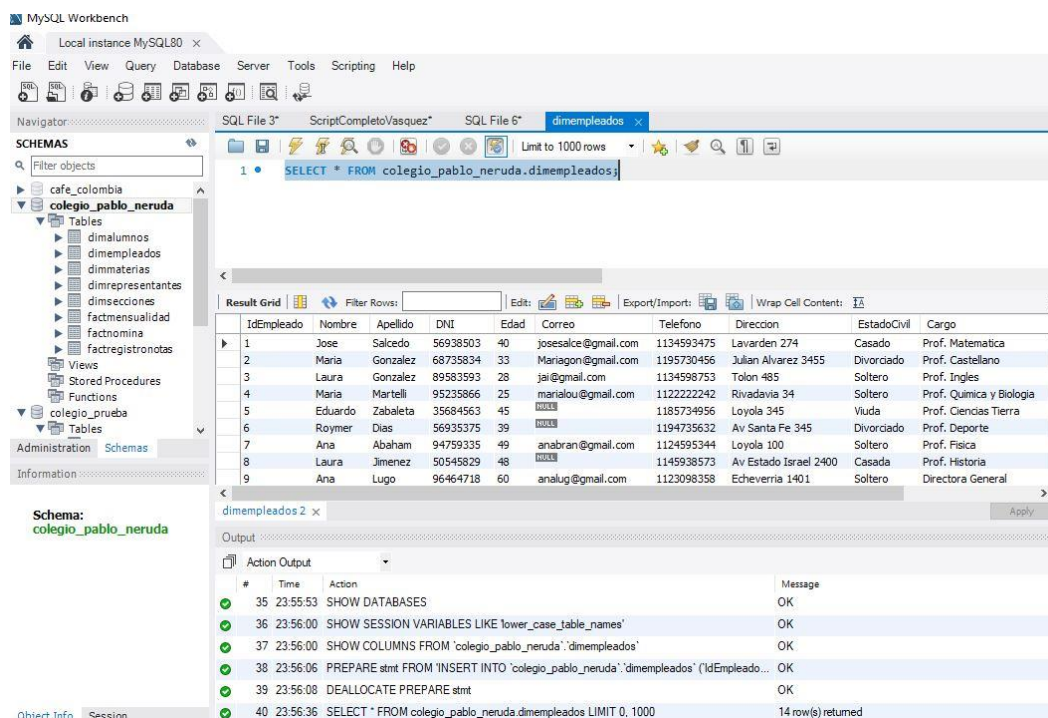 MySQL Workbench
Local instance MySQL80 ×
File Edit View Query Database Server Tools Scripting Help
Navigator
SQL File 3* ScriptCompletoVasquez* SQL File 6* dimempleados ×
SCHEMAS
Filter objects
Limit to 1000 rows
1 SELECT * FROM colegio_pablo_neruda.dimempleados;
cafe_colombia
colegio_pablo_neruda
Tables
dimalumnos
dimempleados
dimmaterias
dimrepresentantes
dimsecciones
factmensualidad
factnomina
factregistronotas
Views
Stored Procedures
Functions
colegio_prueba
Tables
Administration Schemas
Information
Schema:
colegio_pablo_neruda
Object Info Session
Result Grid Filter Rows: Edit: Export/Import: Wrap Cell Content:
IdEmpleado Nombre Apellido DNI Edad Correo Telefono Direccion EstadoCivil Cargo
1 Jose Salcedo 56938503 40 josesalce@gmail.com 1134593475 Lavarden 274 Casado Prof. Matematica
2 Maria Gonzalez 68735834 33 Mariagon@gmail.com 1195730456 Julian Alvarez 3455 Divorciado Prof. Castellano
3 Laura Gonzalez 89583593 28 jai@gmail.com 1134598753 Tolon 485 Soltero Prof. Ingles
4 Maria Martelli 95235866 25 marialou@gmail.com 1122222242 Rivadavia 34 Soltero Prof. Quimica y Biologia
5 Eduardo Zabaleta 35684563 45 NULL 1185734956 Loyola 345 Viuda Prof. Ciencias Tierra
6 Roymer Dias 56935375 39 NULL 1194735632 Av Santa Fe 345 Divorciado Prof. Deporte
7 Ana Abaham 94759335 49 anabran@gmail.com 1124595344 Loyola 100 Soltero Prof. Fisica
8 Laura Jimenez 50545829 48 NULL 1145938573 Av Estado Israel 2400 Casada Prof. Historia
9 Ana Lugo 96464718 60 analug@gmail.com 1123098358 Echeverria 1401 Soltero Directora General
dimempleados 2 × Apply
Output
Action Output
# Time Action Message
35 23:55:53 SHOW DATABASES OK
36 23:56:00 SHOW SESSION VARIABLES LIKE 'lower_case_table_names' OK
37 23:56:00 SHOW COLUMNS FROM `colegio_pablo_neruda`.`dimempleados` OK
38 23:56:06 PREPARE stmt FROM 'INSERT INTO `colegio_pablo_neruda`.`dimempleados` (`IdEmpleado... OK
39 23:56:08 DEALLOCATE PREPARE stmt OK
40 23:56:36 SELECT * FROM colegio_pablo_neruda.dimempleados LIMIT 0, 1000 14 row(s) returned